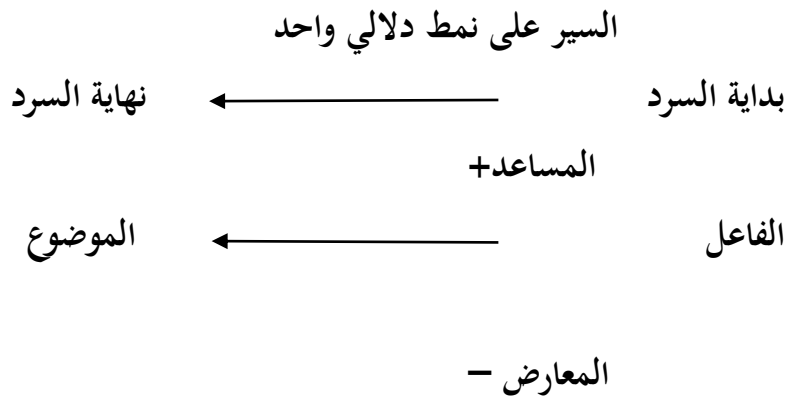 السير على نمط دلالي واحد
بداية السرد نهاية السرد
المساعد+
الفاعل الموضوع
المعارض –